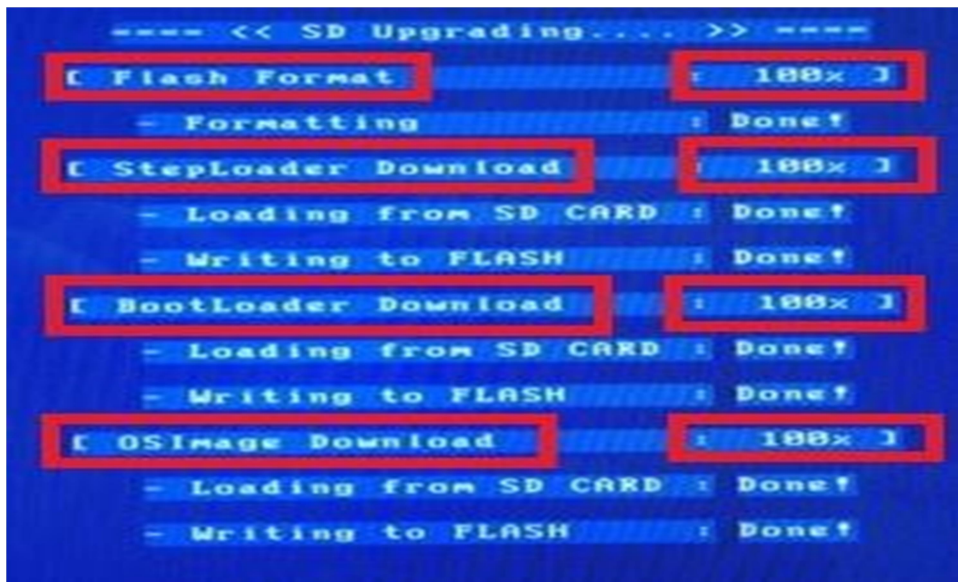 ---- << SD Upgrading.... >> ----
[ Flash Format : 100% ]
- Formatting : Done!
[ StepLoader Download : 100% ]
- Loading from SD CARD : Done!
- Writing to FLASH : Done!
[ BootLoader Download : 100% ]
- Loading from SD CARD : Done!
- Writing to FLASH : Done!
[ OSImage Download : 100% ]
- Loading from SD CARD : Done!
- Writing to FLASH : Done!